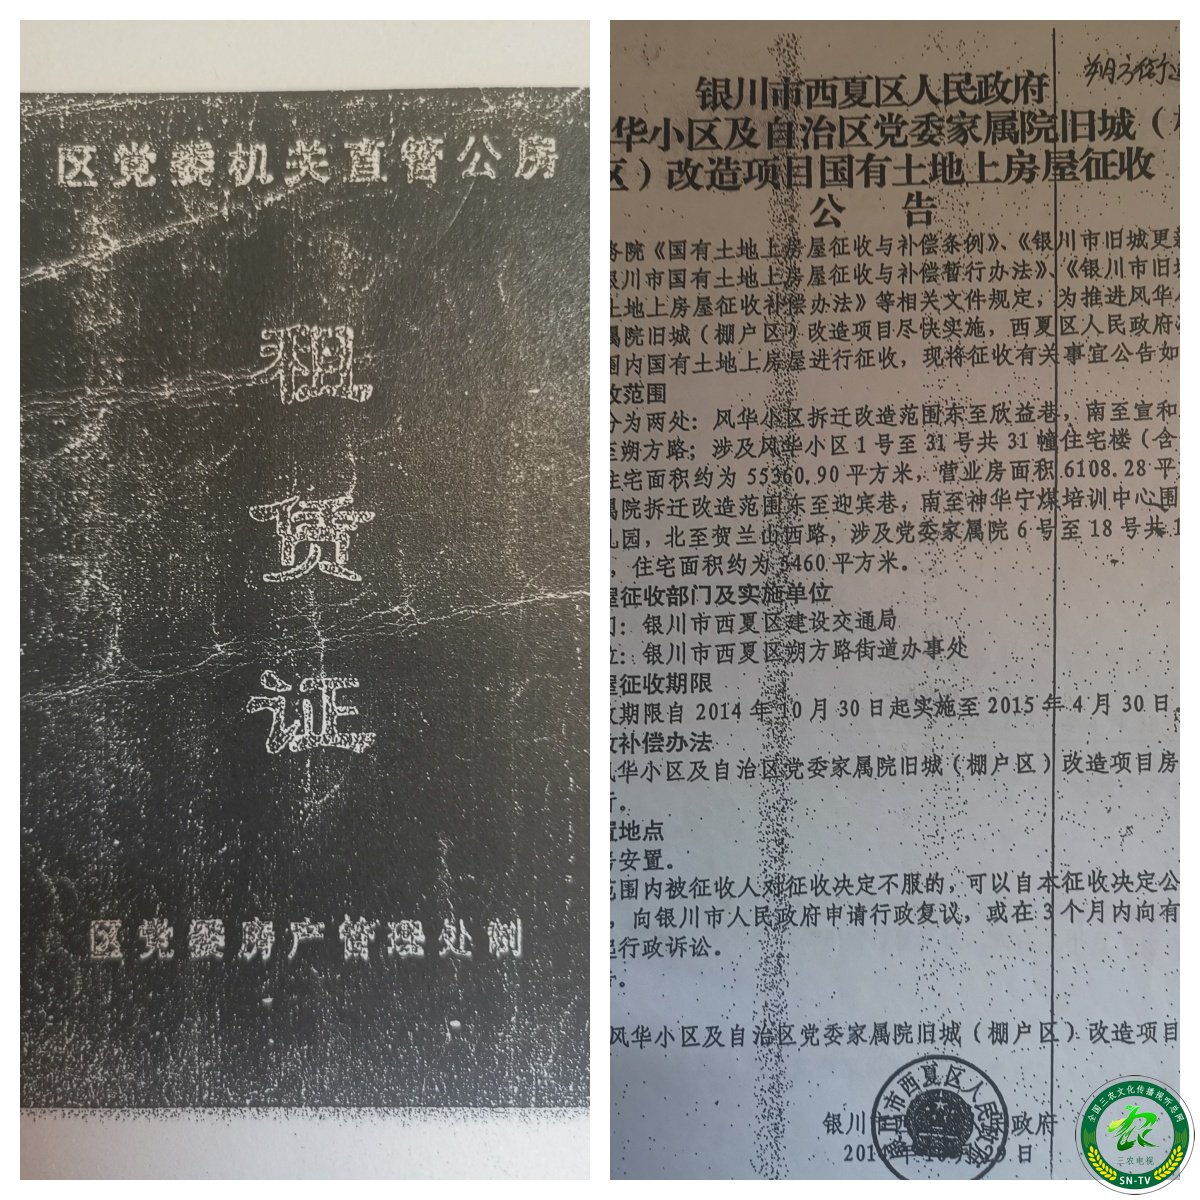 区党委机关直管公房
租
赁
证
区党委房产管理处制
银川市西夏区人民政府
华小区及自治区党委家属院旧城（
区）改造项目国有土地上房屋征收
公 告
务院《国有土地上房屋征收与补偿条例》、《银川市旧城更新
银川市国有土地上房屋征收与补偿暂行办法》、《银川市旧城
土地上房屋征收补偿办法》等相关文件规定，为推进风华小
属院旧城（棚户区）改造项目尽快实施，西夏区人民政府
围内国有土地上房屋进行征收，现将征收有关事宜公告如
收范围
分为两处：风华小区拆迁改造范围东至欣益巷，南至宣和
至朔方路；涉及风华小区1号至31号共31幢住宅楼（含
住宅面积约为55360.90平方米，营业房面积6108.28平
属院拆迁改造范围东至迎宾巷，南至神华宁煤培训中心围
儿园，北至贺兰山西路，涉及党委家属院6号至18号共1
，住宅面积约为5460平方米。
屋征收部门及实施单位
门：银川市西夏区建设交通局
位：银川市西夏区朔方路街道办事处
屋征收期限
收期限自2014年10月30日起实施至2015年4月30日
收补偿办法
风华小区及自治区党委家属院旧城（棚户区）改造项目房
行。
置地点
安置。
范围内被征收人对征收决定不服的，可以自本征收决定公
，向银川市人民政府申请行政复议，或在3个月内向有
起行政诉讼。
告。
风华小区及自治区党委家属院旧城（棚户区）改造项目
银川市西夏区人民政府
全国三农文化传播视听总网
农
三农电视
SN-TV